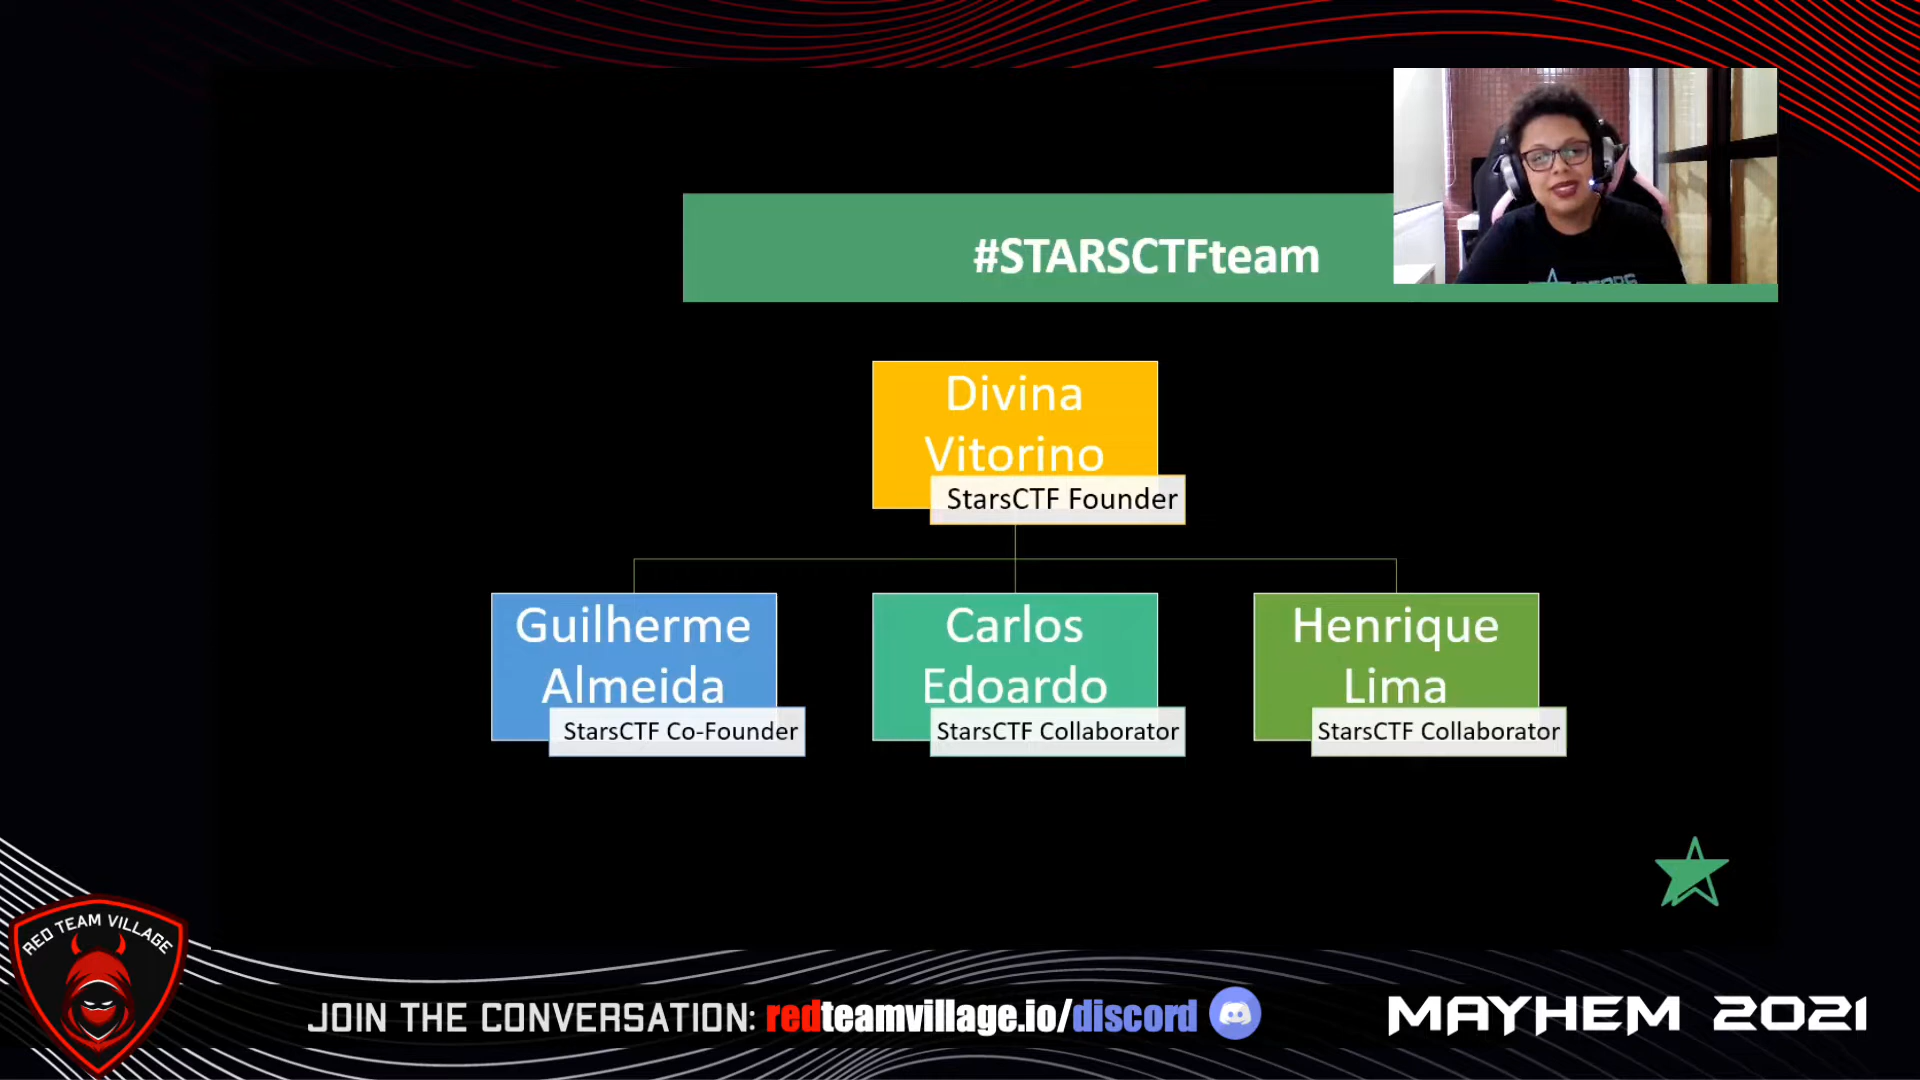 #STARSCTFteam
Divina
Vitorino
StarsCTF Founder
Guilherme
Almeida
StarsCTF Co-Founder
Carlos
Edoardo
StarsCTF Collaborator
Henrique
Lima
StarsCTF Collaborator
RED TEAM VILLAGE
JOIN THE CONVERSATION: redteamvillage.io/discord
MAYHEM 2021